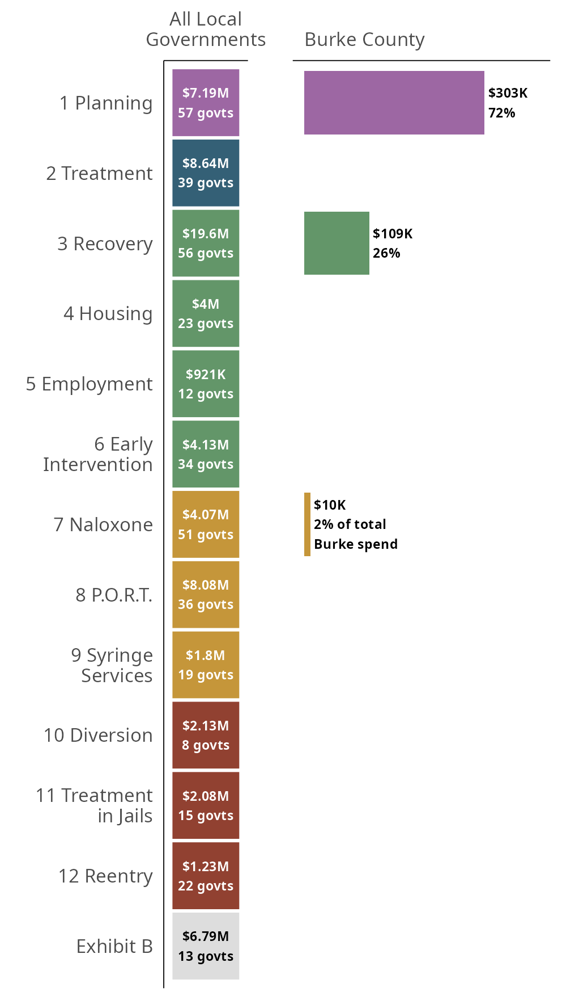 All Local
Governments
Burke County
1 Planning
$7.19M
57 govts
$303K
72%
2 Treatment
$8.64M
39 govts
3 Recovery
$19.6M
56 govts
$109K
26%
4 Housing
$4M
23 govts
5 Employment
$921K
12 govts
6 Early
Intervention
$4.13M
34 govts
7 Naloxone
$4.07M
51 govts
$10K
2% of total
Burke spend
8 P.O.R.T.
$8.08M
36 govts
9 Syringe
Services
$1.8M
19 govts
10 Diversion
$2.13M
8 govts
11 Treatment
in Jails
$2.08M
15 govts
12 Reentry
$1.23M
22 govts
Exhibit B
$6.79M
13 govts